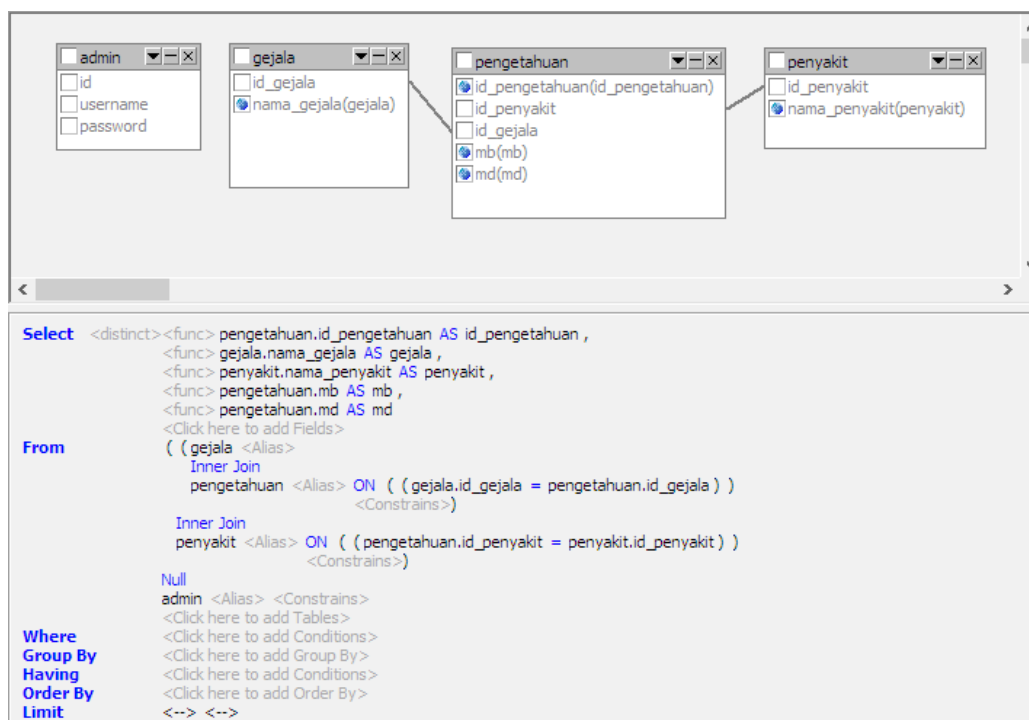 admin
id
username
password
gejala
id_gejala
nama_gejala(gejala)
pengetahuan
id_pengetahuan(id_pengetahuan)
id_penyakit
id_gejala
mb(mb)
md(md)
penyakit
id_penyakit
nama_penyakit(penyakit)
Select <distinct><func> pengetahuan.id_pengetahuan AS id_pengetahuan ,
<func> gejala.nama_gejala AS gejala ,
<func> penyakit.nama_penyakit AS penyakit ,
<func> pengetahuan.mb AS mb ,
<func> pengetahuan.md AS md
<Click here to add Fields>
From ( ( gejala <Alias>
Inner Join
pengetahuan <Alias> ON ( ( gejala.id_gejala = pengetahuan.id_gejala ) )
<Constrains>)
Inner Join
penyakit <Alias> ON ( ( pengetahuan.id_penyakit = penyakit.id_penyakit ) )
<Constrains>)
Null
admin <Alias> <Constrains>
<Click here to add Tables>
Where <Click here to add Conditions>
Group By <Click here to add Group By>
Having <Click here to add Conditions>
Order By <Click here to add Order By>
Limit <--> <-->